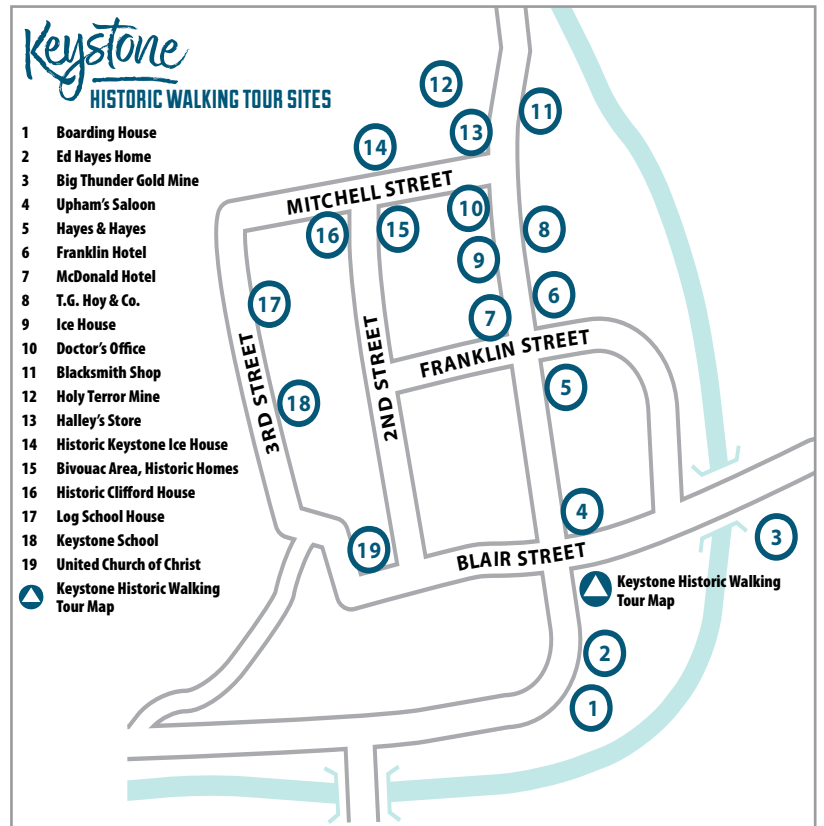 Keystone
HISTORIC WALKING TOUR SITES
1 Boarding House
2 Ed Hayes Home
3 Big Thunder Gold Mine
4 Upham's Saloon
5 Hayes & Hayes
6 Franklin Hotel
7 McDonald Hotel
8 T.G. Hoy & Co.
9 Ice House
10 Doctor's Office
11 Blacksmith Shop
12 Holy Terror Mine
13 Halley's Store
14 Historic Keystone Ice House
15 Bivouac Area, Historic Homes
16 Historic Clifford House
17 Log School House
18 Keystone School
19 United Church of Christ
Keystone Historic Walking
Tour Map
12
11
13
14
MITCHELL STREET
10
16
15
8
9
17
6
7
FRANKLIN STREET
3RD STREET
2ND STREET
5
18
4
3
19
BLAIR STREET
Keystone Historic Walking
Tour Map
2
1